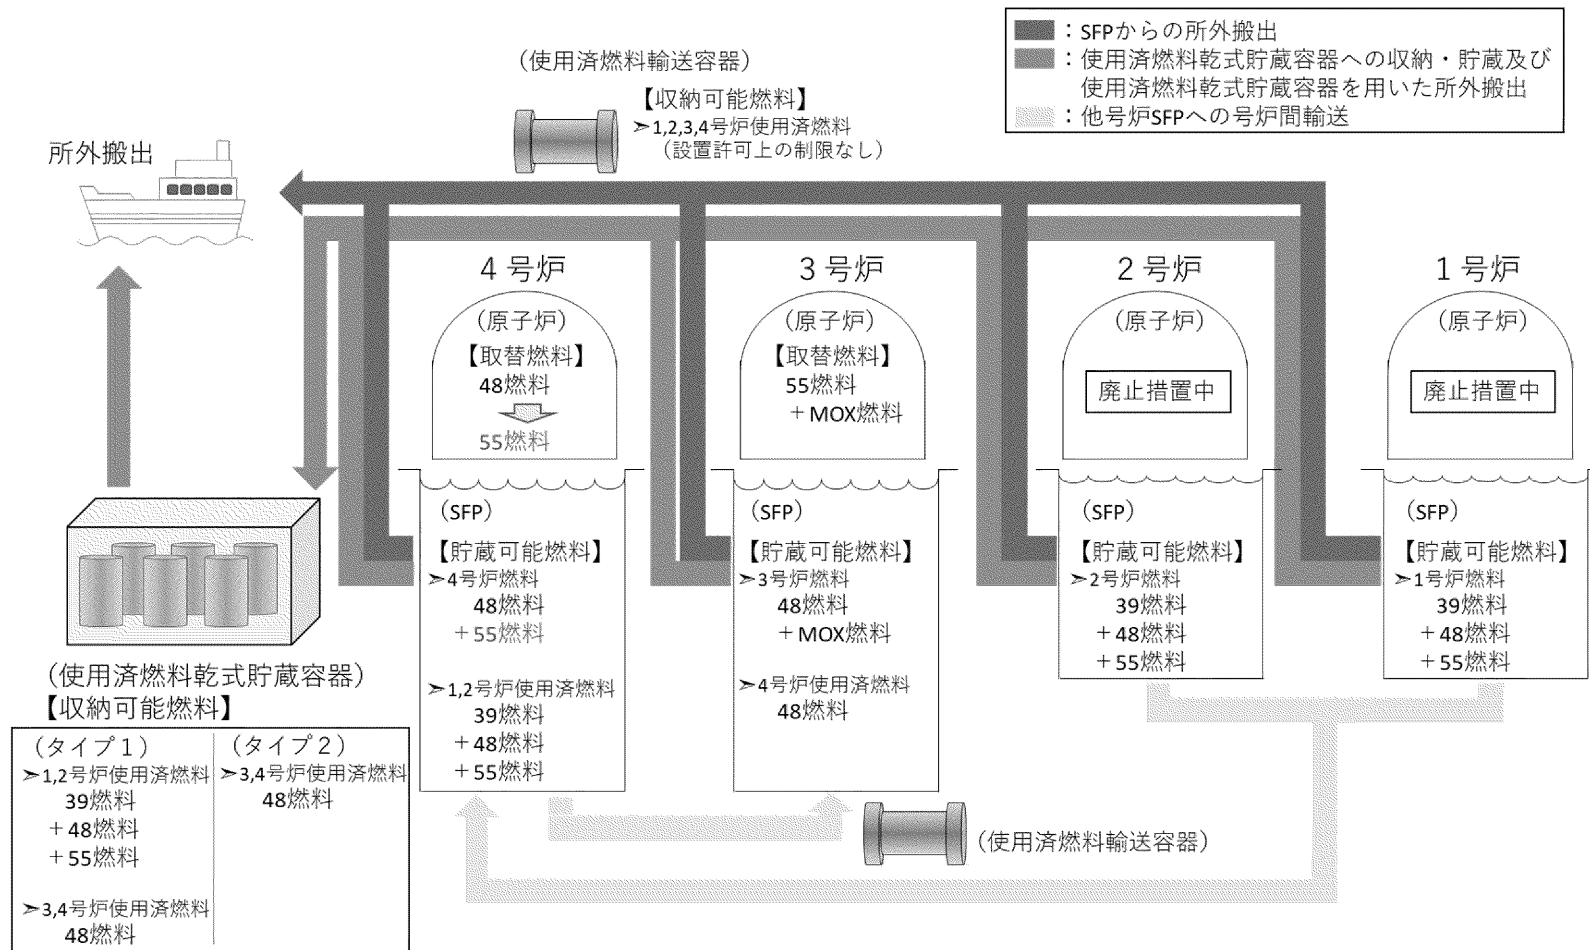 ：SFPからの所外搬出
：使用済燃料乾式貯蔵容器への収納・貯蔵及び
使用済燃料乾式貯蔵容器を用いた所外搬出
：他号炉SFPへの号炉間輸送
（使用済燃料輸送容器）
【収納可能燃料】
➣1,2,3,4号炉使用済燃料
（設置許可上の制限なし）
所外搬出
４号炉
（原子炉）
【取替燃料】
48燃料
55燃料
３号炉
（原子炉）
【取替燃料】
55燃料
＋MOX燃料
２号炉
（原子炉）
廃止措置中
１号炉
（原子炉）
廃止措置中
（SFP）
【貯蔵可能燃料】
➣4号炉燃料
48燃料
＋55燃料
➣1,2号炉使用済燃料
39燃料
＋48燃料
＋55燃料
（SFP）
【貯蔵可能燃料】
➣3号炉燃料
48燃料
＋MOX燃料
➣4号炉使用済燃料
48燃料
（SFP）
【貯蔵可能燃料】
➣2号炉燃料
39燃料
＋48燃料
＋55燃料
（SFP）
【貯蔵可能燃料】
➣1号炉燃料
39燃料
＋48燃料
＋55燃料
（使用済燃料乾式貯蔵容器）
【収納可能燃料】
（タイプ１）
➣1,2号炉使用済燃料
39燃料
＋48燃料
＋55燃料
➣3,4号炉使用済燃料
48燃料
（タイプ２）
➣3,4号炉使用済燃料
48燃料
（使用済燃料輸送容器）